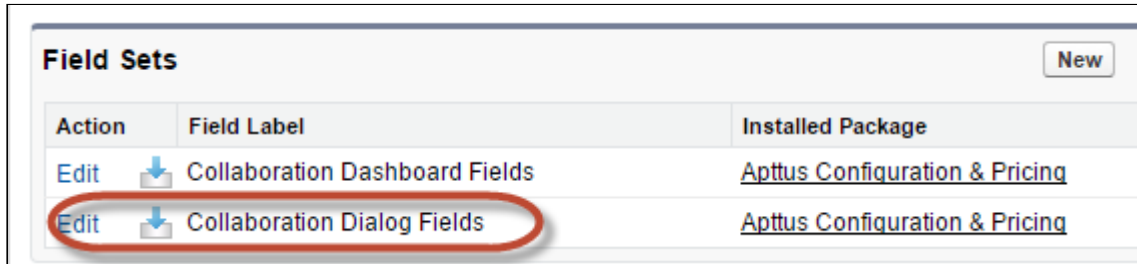 Field Sets New
Action Field Label Installed Package
Edit Collaboration Dashboard Fields Apttus Configuration & Pricing
Edit Collaboration Dialog Fields Apttus Configuration & Pricing